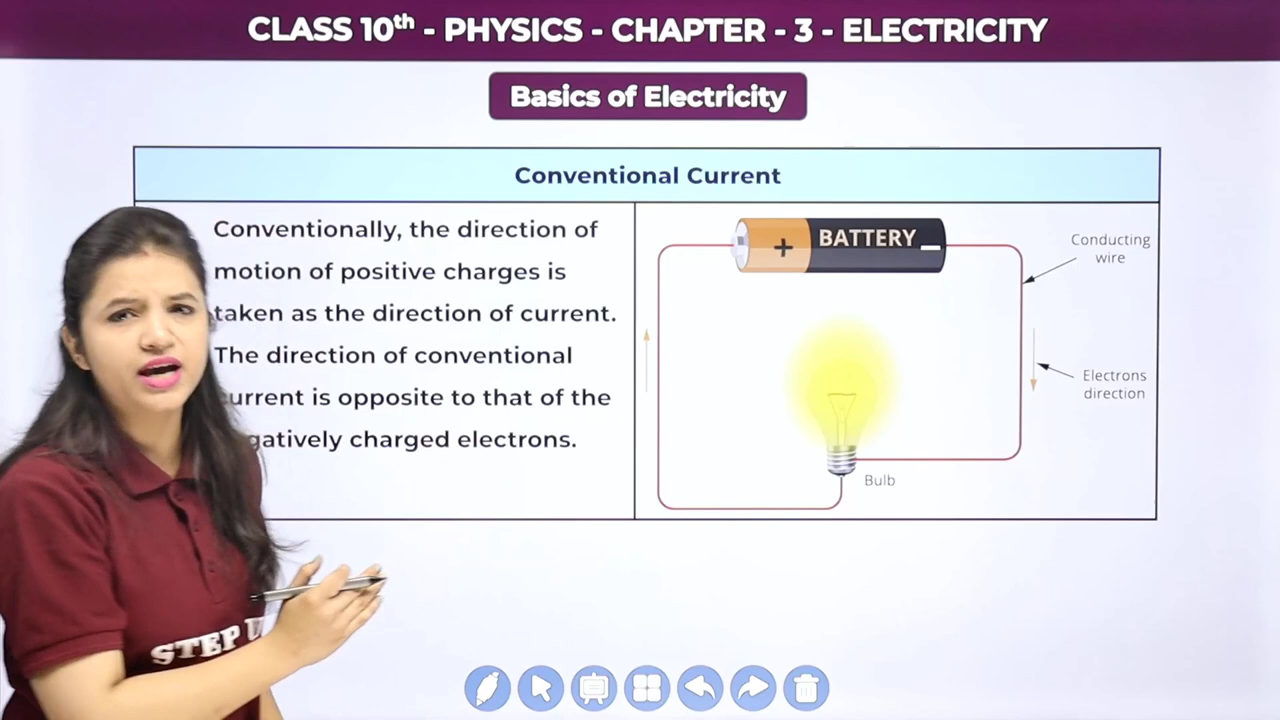 CLASS 10th - PHYSICS - CHAPTER - 3 - ELECTRICITY
Basics of Electricity
Conventional Current
Conventionally, the direction of
motion of positive charges is
taken as the direction of current.
The direction of conventional
current is opposite to that of the
negatively charged electrons.
+ BATTERY –
Conducting
wire
Electrons
direction
Bulb
STEP U